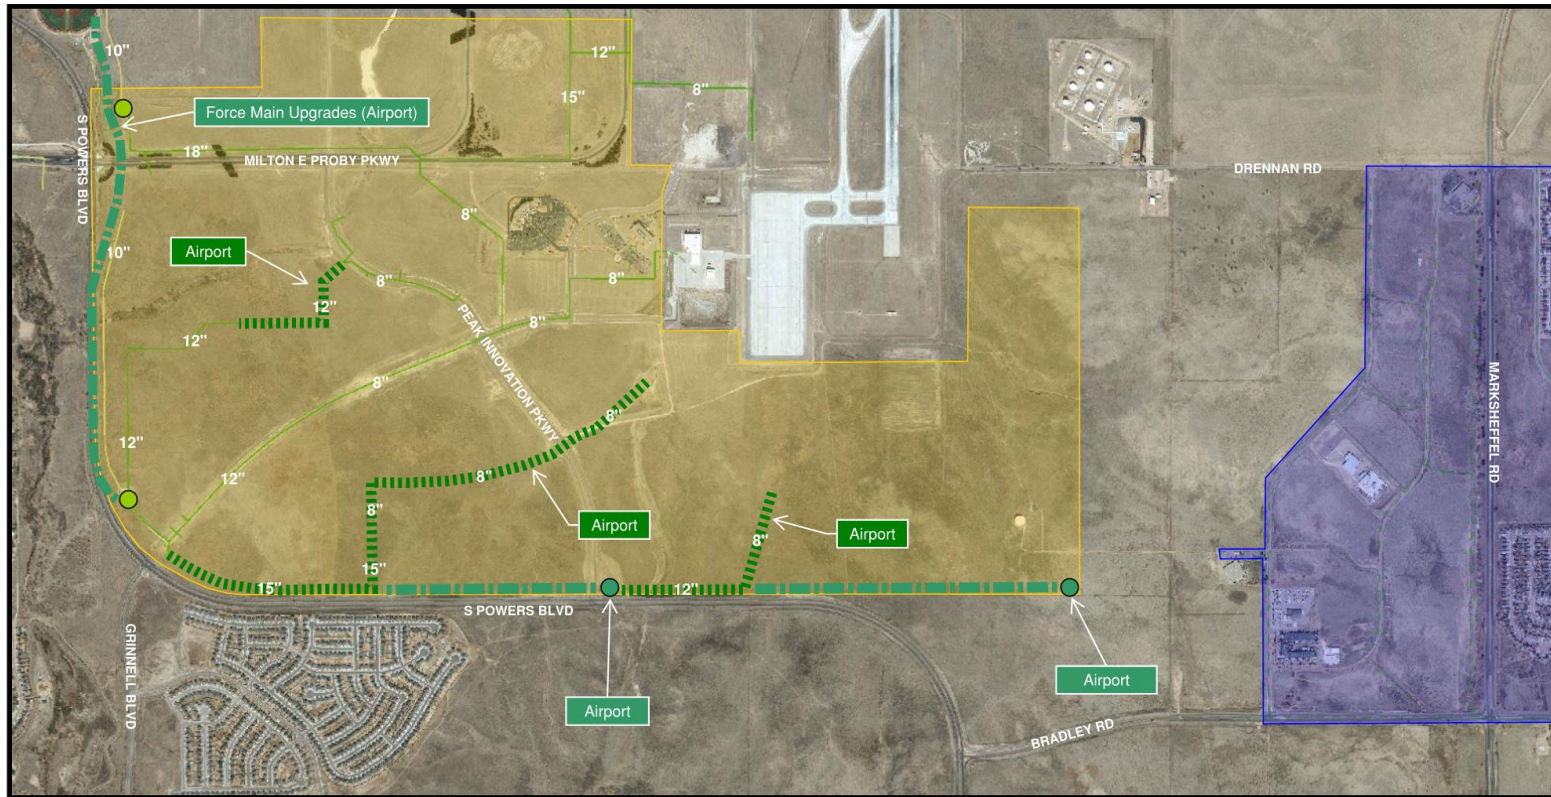 10"
12"
8"
15"
Force Main Upgrades (Airport)
S POWERS BLVD
18"
MILTON E PROBY PKWY
DRENNAN RD
8"
Airport
10"
8"
8"
12"
PEAK INNOVATION PKWY
8"
12"
8"
MARKSHEFFEL RD
8"
12"
12"
8"
8"
Airport
Airport
8"
15"
15"
12"
S POWERS BLVD
GRINNELL BLVD
Airport
Airport
BRADLEY RD